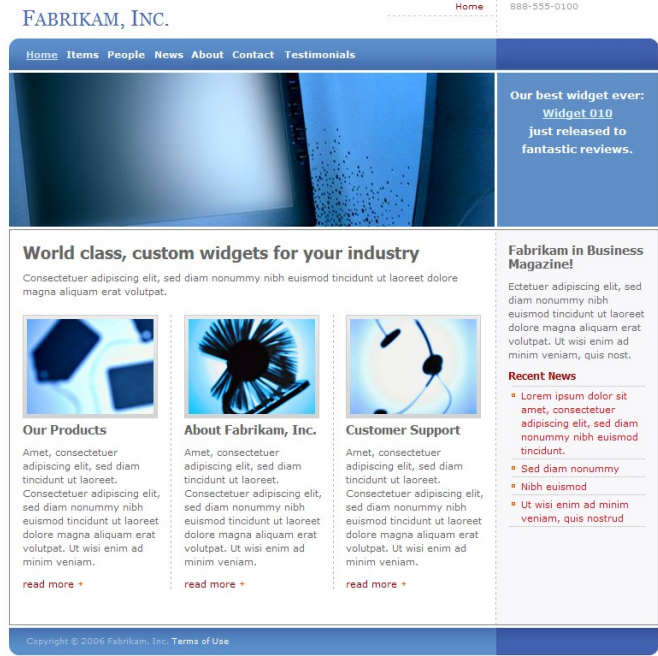 FABRIKAM, INC.
Home
888-555-0100
Home Items People News About Contact Testimonials
Our best widget ever:
Widget 010
just released to
fantastic reviews.
World class, custom widgets for your industry
Consectetuer adipiscing elit, sed diam nonummy nibh euismod tincidunt ut laoreet dolore
magna aliquam erat volutpat.
Our Products
Amet, consectetuer
adipiscing elit, sed diam
tincidunt ut laoreet.
Consectetuer adipiscing elit,
sed diam nonummy nibh
euismod tincidunt ut laoreet
dolore magna aliquam erat
volutpat. Ut wisi enim ad
minim veniam.
read more +
About Fabrikam, Inc.
Amet, consectetuer
adipiscing elit, sed diam
tincidunt ut laoreet.
Consectetuer adipiscing elit,
sed diam nonummy nibh
euismod tincidunt ut laoreet
dolore magna aliquam erat
volutpat. Ut wisi enim ad
minim veniam.
read more +
Customer Support
Amet, consectetuer
adipiscing elit, sed diam
tincidunt ut laoreet.
Consectetuer adipiscing elit,
sed diam nonummy nibh
euismod tincidunt ut laoreet
dolore magna aliquam erat
volutpat. Ut wisi enim ad
minim veniam.
read more +
Fabrikam in Business
Magazine!
Ectetuer adipiscing elit, sed
diam nonummy nibh
euismod tincidunt ut laoreet
dolore magna aliquam erat
volutpat. Ut wisi enim ad
minim veniam, quis nost.
Recent News
Lorem ipsum dolor sit
amet, consectetuer
adipiscing elit, sed diam
nonummy nibh euismod
tincidunt.
Sed diam nonummy
Nibh euismod
Ut wisi enim ad minim
veniam, quis nostrud
Copyright © 2006 Fabrikam, Inc. Terms of Use